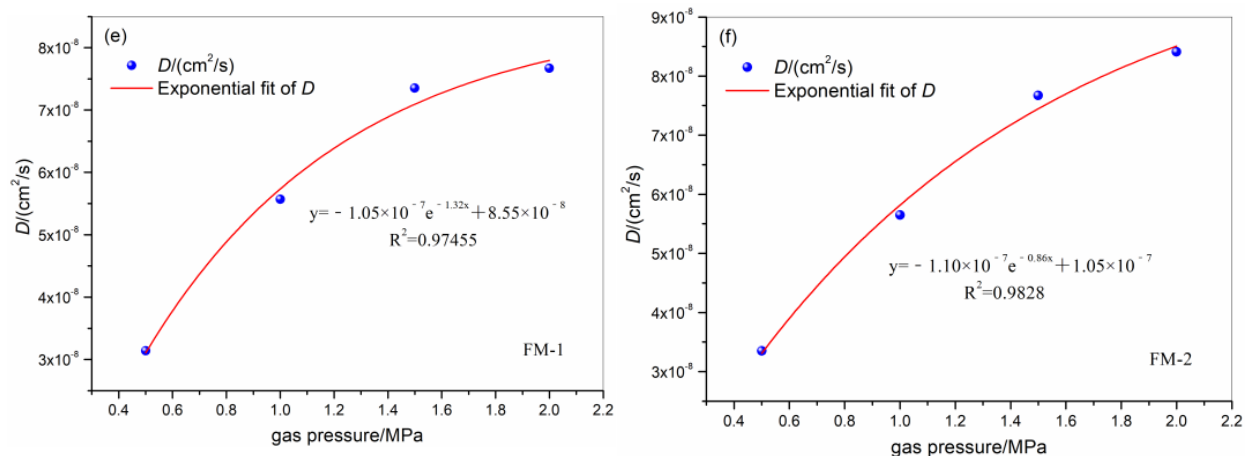 (e)
D/(cm²/s)
Exponential fit of D
8x10⁻⁸
7x10⁻⁸
6x10⁻⁸
5x10⁻⁸
4x10⁻⁸
3x10⁻⁸
D/(cm²/s)
y=﹣1.05×10⁻⁷e⁻¹·³²ˣ+8.55×10⁻⁸
R²=0.97455
FM-1
0.4 0.6 0.8 1.0 1.2 1.4 1.6 1.8 2.0 2.2
gas pressure/MPa
(f)
D/(cm²/s)
Exponential fit of D
9x10⁻⁸
8x10⁻⁸
7x10⁻⁸
6x10⁻⁸
5x10⁻⁸
4x10⁻⁸
3x10⁻⁸
D/(cm²/s)
y=﹣1.10×10⁻⁷e⁻⁰·⁸⁶ˣ+1.05×10⁻⁷
R²=0.9828
FM-2
0.4 0.6 0.8 1.0 1.2 1.4 1.6 1.8 2.0 2.2
gas pressure/MPa